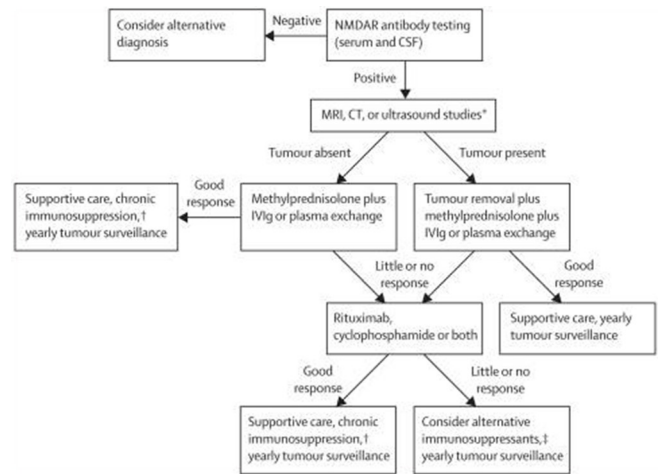 Consider alternative
diagnosis
Negative
NMDAR antibody testing
(serum and CSF)
Positive
MRI, CT, or ultrasound studies*
Tumour absent
Tumour present
Supportive care, chronic
immunosuppression,†
yearly tumour surveillance
Good
response
Methylprednisolone plus
IVIg or plasma exchange
Tumour removal plus
methylprednisolone plus
IVIg or plasma exchange
Little or no
response
Good
response
Rituximab,
cyclophosphamide or both
Supportive care, yearly
tumour surveillance
Good
response
Little or no
response
Supportive care, chronic
immunosuppression,†
yearly tumour surveillance
Consider alternative
immunosuppressants,‡
yearly tumour surveillance